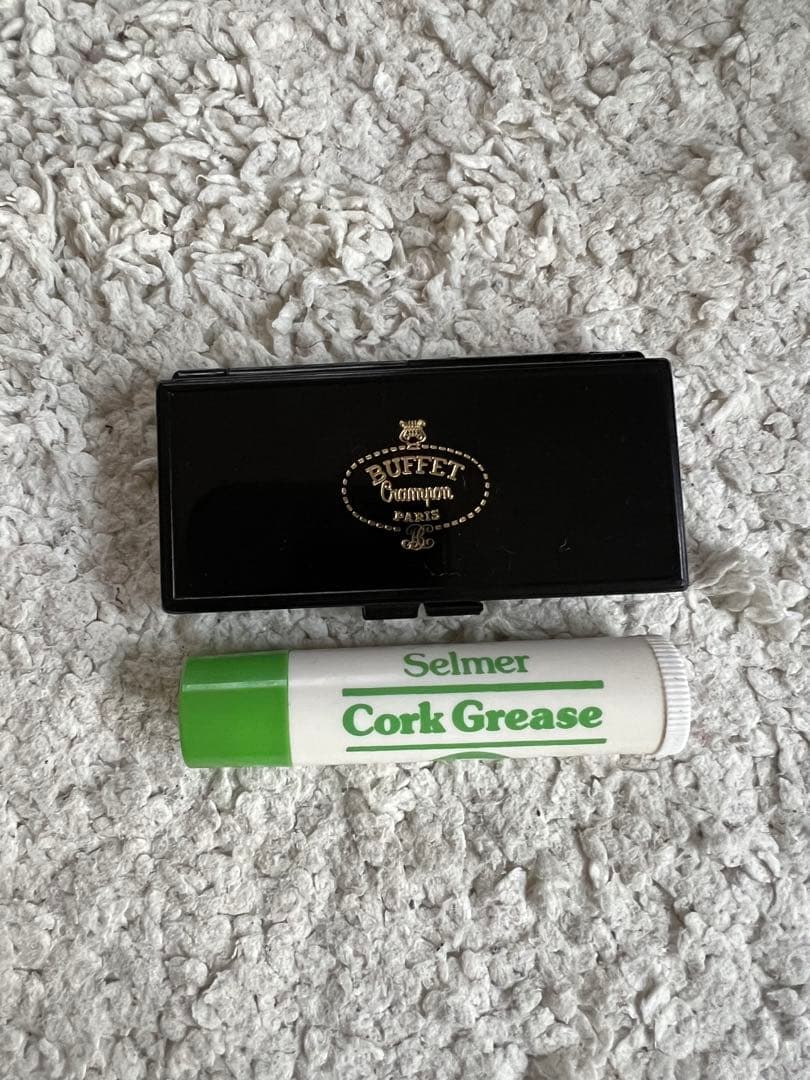 BUFFET
Crampon
PARIS
BC
Selmer
Cork Grease